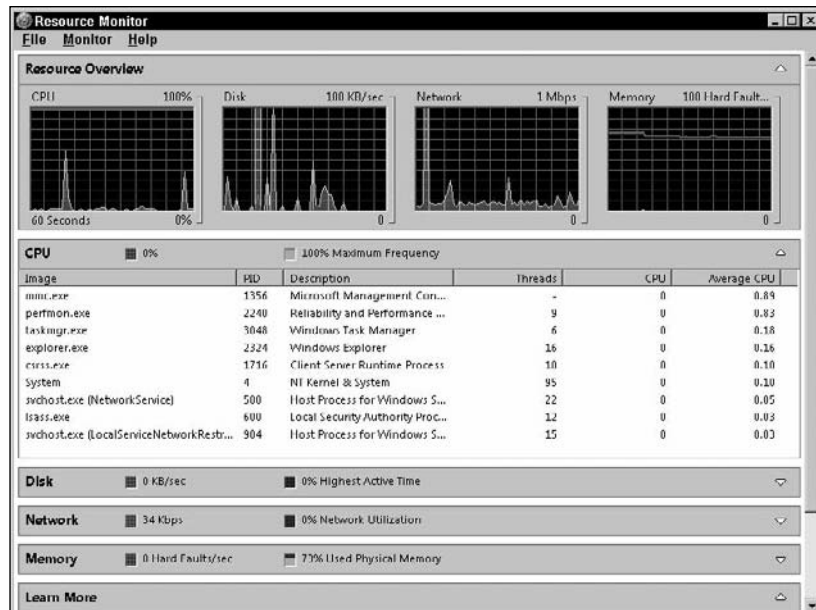 Resource Monitor
File Monitor Help
Resource Overview
CPU 100% Disk 100 KB/sec Network 1 Mbps Memory 100 Hard Fault...
60 Seconds 0% 0 0 0
CPU 0% 100% Maximum Frequency
Image PID Description Threads CPU Average CPU
mmc.exe 1356 Microsoft Management Con... - 0 0.89
perfmon.exe 2240 Reliability and Performance ... 9 0 0.83
taskmgr.exe 3048 Windows Task Manager 6 0 0.18
explorer.exe 2324 Windows Explorer 16 0 0.16
csrss.exe 1716 Client Server Runtime Process 10 0 0.10
System 4 NT Kernel & System 95 0 0.10
svchost.exe (NetworkService) 500 Host Process for Windows S... 22 0 0.05
lsass.exe 600 Local Security Authority Proc... 12 0 0.03
svchost.exe (LocalServiceNetworkRestr... 904 Host Process for Windows S... 15 0 0.03
Disk 0 KB/sec 0% Highest Active Time
Network 34 Kbps 0% Network Utilization
Memory 0 Hard Faults/sec 73% Used Physical Memory
Learn More